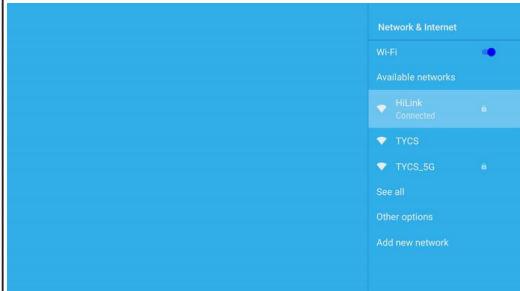 Network & Internet
Wi-Fi
Available networks
HiLink
Connected
TYCS
TYCS_5G
See all
Other options
Add new network